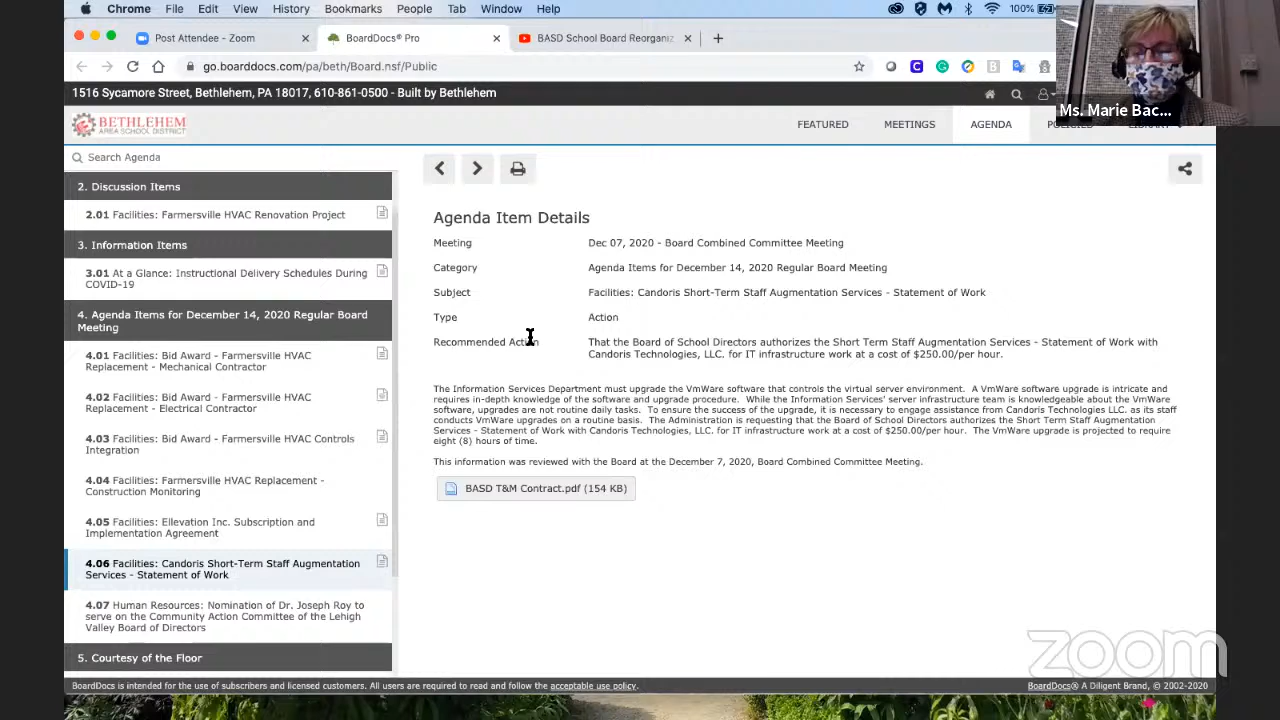 Chrome File Edit View History Bookmarks People Tab Window Help 100%
Post Attendee - Zoom
BoardDocs® Pro
BASD School Board Reorganiz
go.boarddocs.com/pa/beth/Board.nsf/Public
1516 Sycamore Street, Bethlehem, PA 18017, 610-861-0500 - Built by Bethlehem
Ms. Marie Bac...
BETHLEHEM
AREA SCHOOL DISTRICT
FEATURED MEETINGS AGENDA POLICIES LIBRARY
Search Agenda
2. Discussion Items
2.01 Facilities: Farmersville HVAC Renovation Project
3. Information Items
3.01 At a Glance: Instructional Delivery Schedules During
COVID-19
4. Agenda Items for December 14, 2020 Regular Board
Meeting
4.01 Facilities: Bid Award - Farmersville HVAC
Replacement - Mechanical Contractor
4.02 Facilities: Bid Award - Farmersville HVAC
Replacement - Electrical Contractor
4.03 Facilities: Bid Award - Farmersville HVAC Controls
Integration
4.04 Facilities: Farmersville HVAC Replacement -
Construction Monitoring
4.05 Facilities: Ellevation Inc. Subscription and
Implementation Agreement
4.06 Facilities: Candoris Short-Term Staff Augmentation
Services - Statement of Work
4.07 Human Resources: Nomination of Dr. Joseph Roy to
serve on the Community Action Committee of the Lehigh
Valley Board of Directors
5. Courtesy of the Floor
Agenda Item Details
Meeting Dec 07, 2020 - Board Combined Committee Meeting
Category Agenda Items for December 14, 2020 Regular Board Meeting
Subject Facilities: Candoris Short-Term Staff Augmentation Services - Statement of Work
Type Action
Recommended Action That the Board of School Directors authorizes the Short Term Staff Augmentation Services - Statement of Work with
Candoris Technologies, LLC. for IT infrastructure work at a cost of $250.00/per hour.
The Information Services Department must upgrade the VmWare software that controls the virtual server environment. A VmWare software upgrade is intricate and
requires in-depth knowledge of the software and upgrade procedure. While the Information Services' server infrastructure team is knowledgeable about the VmWare
software, upgrades are not routine daily tasks. To ensure the success of the upgrade, it is necessary to engage assistance from Candoris Technologies LLC. as its staff
conducts VmWare upgrades on a routine basis. The Administration is requesting that the Board of School Directors authorizes the Short Term Staff Augmentation
Services - Statement of Work with Candoris Technologies, LLC. for IT infrastructure work at a cost of $250.00/per hour. The VmWare upgrade is projected to require
eight (8) hours of time.
This information was reviewed with the Board at the December 7, 2020, Board Combined Committee Meeting.
BASD T&M Contract.pdf (154 KB)
zoom
BoardDocs is intended for the use of subscribers and licensed customers. All users are required to read and follow the acceptable use policy.
BoardDocs® A Diligent Brand, © 2002-2020